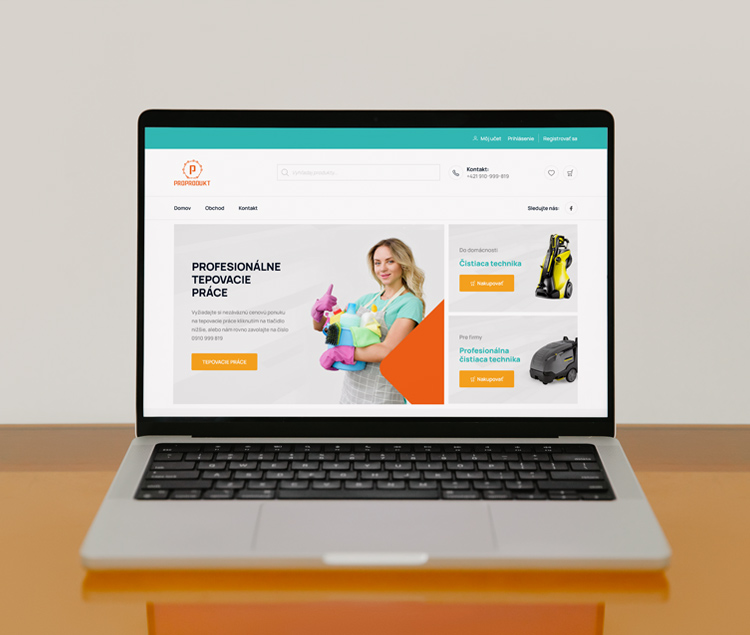 Môj účet Prihlásenie Registrovať sa
P
PROPRODUKT
Vyhľadaj produkty
Kontakt:
+421 910-999-819
Domov Obchod Kontakt
Sledujte nás: f
PROFESIONÁLNE
TEPOVACIE
PRÁCE
Vyžiadajte si nezáväznú cenovú ponuku
na tepovacie práce kliknutím na tlačidlo
nižšie, alebo nám rovno zavolajte na číslo
0910 999 819
TEPOVACIE PRÁCE
Do domácnosti
Čistiaca technika
Nakupovať
Pre firmy
Profesionálna
čistiaca technika
Nakupovať